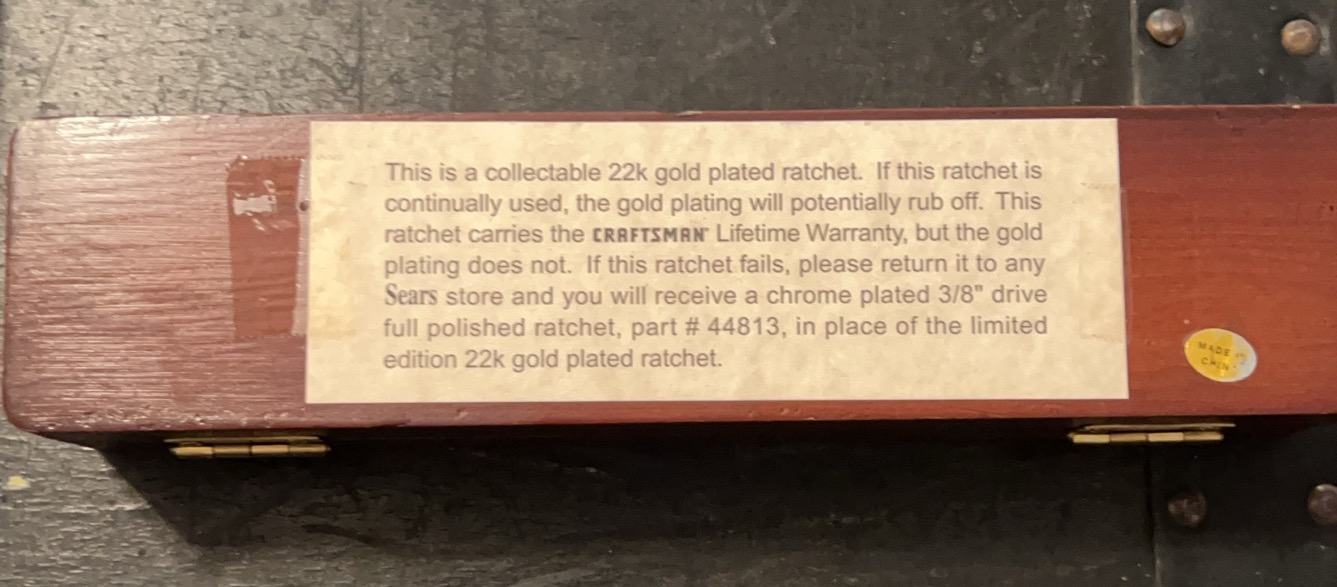 This is a collectable 22k gold plated ratchet. If this ratchet is
continually used, the gold plating will potentially rub off. This
ratchet carries the CRAFTSMAN Lifetime Warranty, but the gold
plating does not. If this ratchet fails, please return it to any
Sears store and you will receive a chrome plated 3/8" drive
full polished ratchet, part # 44813, in place of the limited
edition 22k gold plated ratchet.
MADE